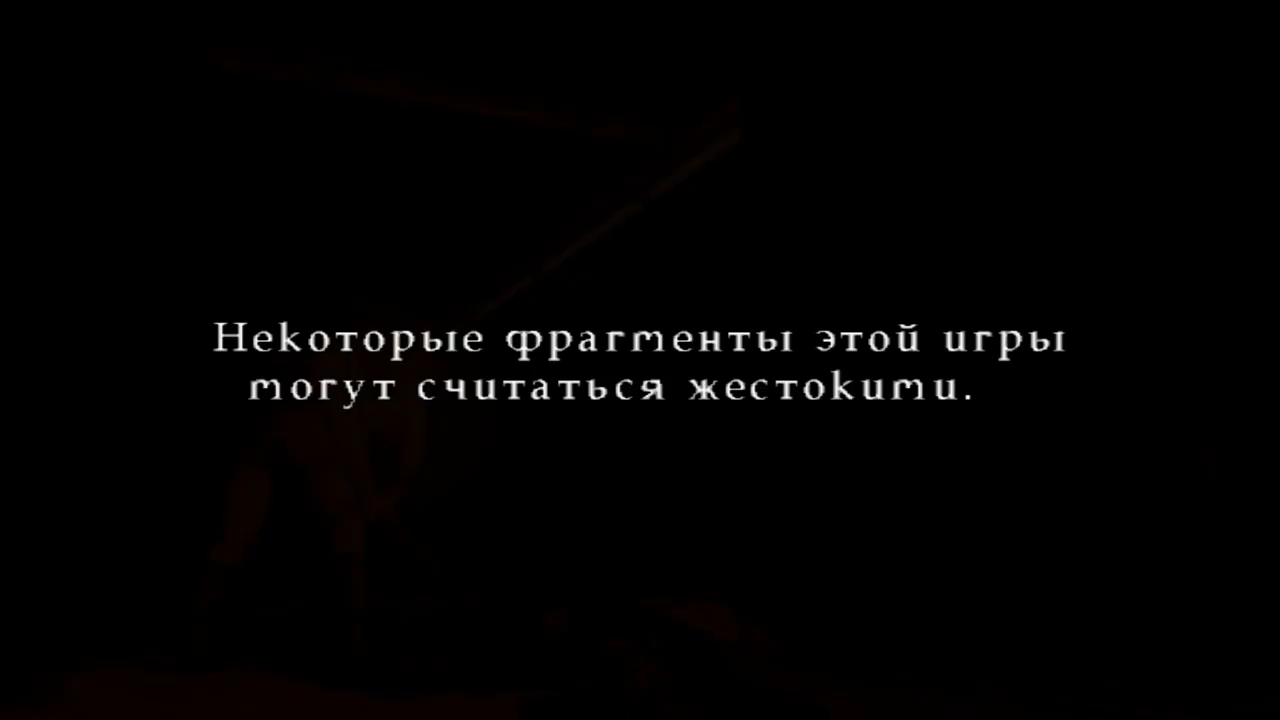 Некоторые фрагменты этой игры
могут считаться жестокими.